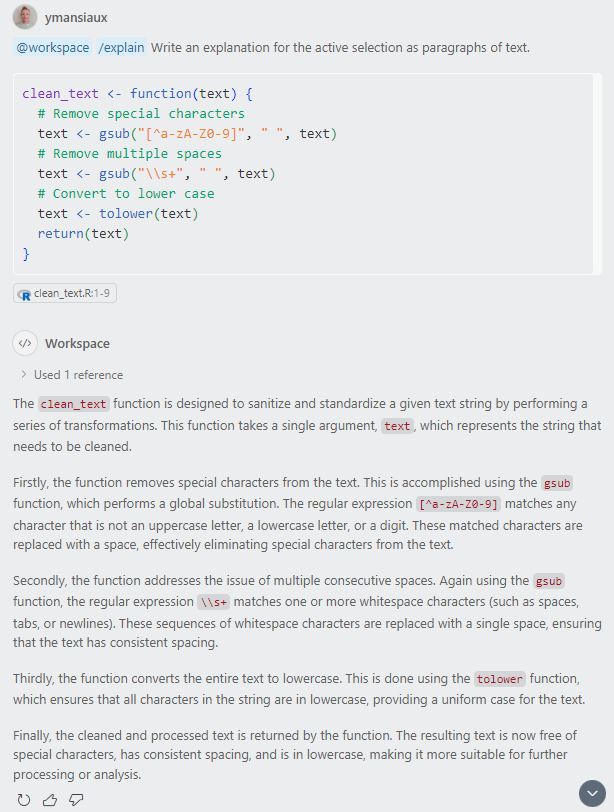 ymansiaux
@workspace /explain Write an explanation for the active selection as paragraphs of text.
clean_text <- function(text) {
# Remove special characters
text <- gsub("[^a-zA-Z0-9]", " ", text)
# Remove multiple spaces
text <- gsub("\\s+", " ", text)
# Convert to lower case
text <- tolower(text)
return(text)
}
clean_text.R:1-9
Workspace
Used 1 reference
The clean_text function is designed to sanitize and standardize a given text string by performing a
series of transformations. This function takes a single argument, text, which represents the string that
needs to be cleaned.
Firstly, the function removes special characters from the text. This is accomplished using the gsub
function, which performs a global substitution. The regular expression [^a-zA-Z0-9] matches any
character that is not an uppercase letter, a lowercase letter, or a digit. These matched characters are
replaced with a space, effectively eliminating special characters from the text.
Secondly, the function addresses the issue of multiple consecutive spaces. Again using the gsub
function, the regular expression \\s+ matches one or more whitespace characters (such as spaces,
tabs, or newlines). These sequences of whitespace characters are replaced with a single space, ensuring
that the text has consistent spacing.
Thirdly, the function converts the entire text to lowercase. This is done using the tolower function,
which ensures that all characters in the string are in lowercase, providing a uniform case for the text.
Finally, the cleaned and processed text is returned by the function. The resulting text is now free of
special characters, has consistent spacing, and is in lowercase, making it more suitable for further
processing or analysis.